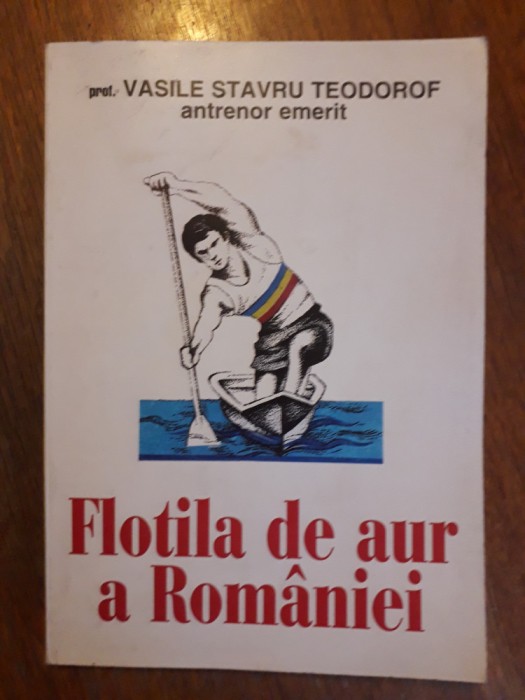 prof. VASILE STAVRU TEODOROF
antrenor emerit
Flotila de aur
a României